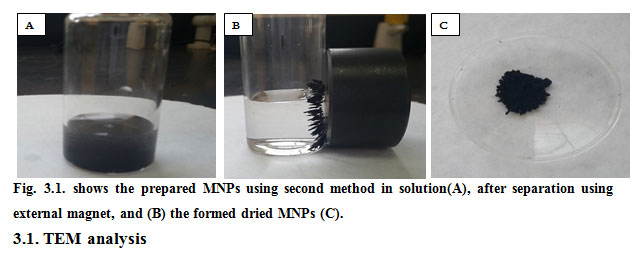 A B C
Fig. 3.1. shows the prepared MNPs using second method in solution(A), after separation using
external magnet, and (B) the formed dried MNPs (C).
3.1. TEM analysis